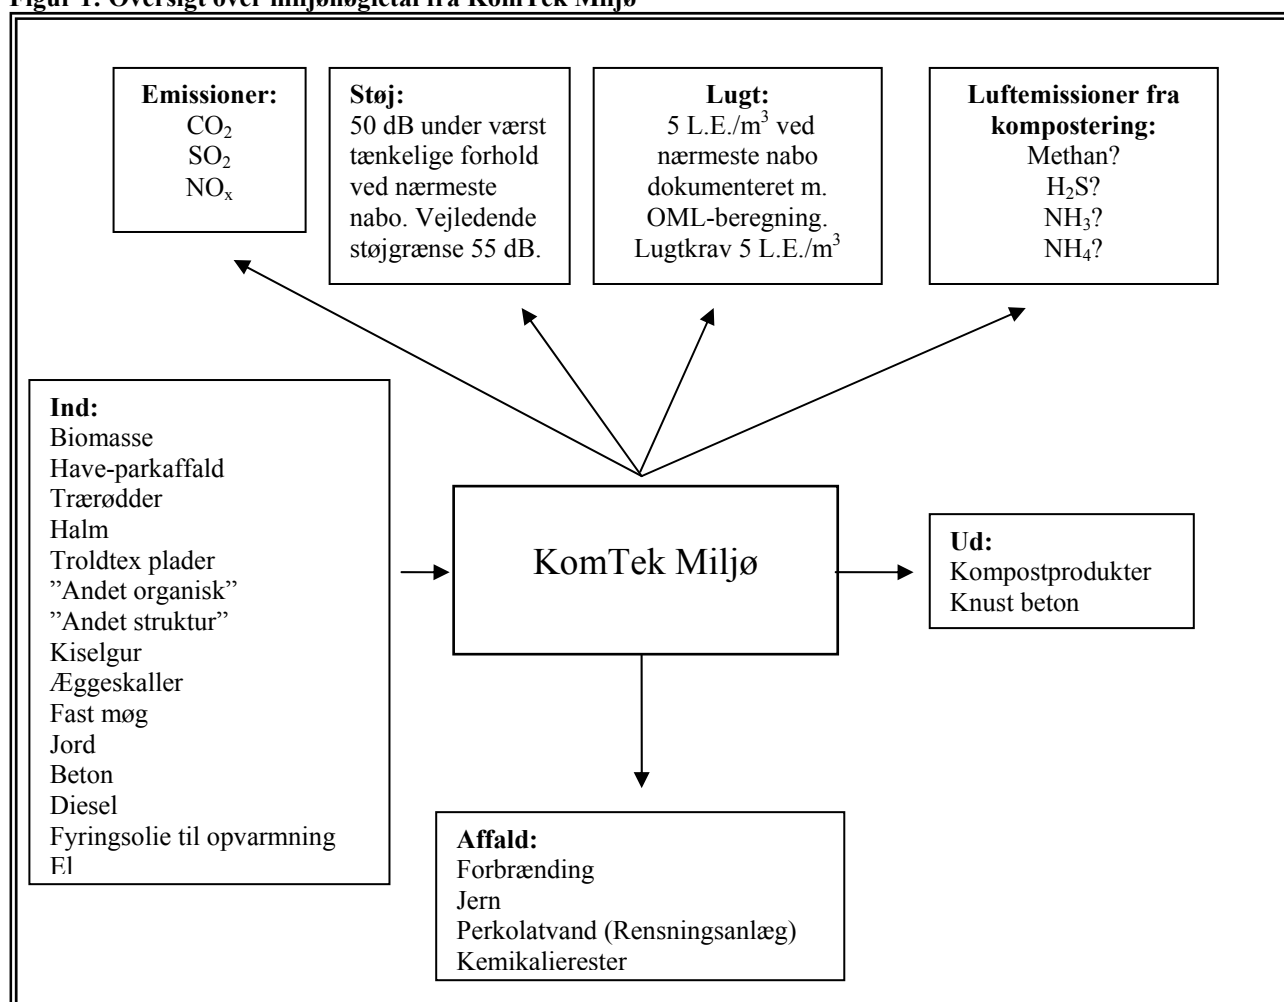 Figur 1: Oversigt over miljønøgletal fra KomTek Miljø
Emissioner:
CO₂
SO₂
NOₓ
Støj:
50 dB under værst
tænkelige forhold
ved nærmeste
nabo. Vejledende
støjgrænse 55 dB.
Lugt:
5 L.E./m³ ved
nærmeste nabo
dokumenteret m.
OML-beregning.
Lugtkrav 5 L.E./m³
Luftemissioner fra
kompostering:
Methan?
H₂S?
NH₃?
NH₄?
Ind:
Biomasse
Have-parkaffald
Trærødder
Halm
Troldtex plader
”Andet organisk”
”Andet struktur”
Kiselgur
Æggeskaller
Fast møg
Jord
Beton
Diesel
Fyringsolie til opvarmning
El
KomTek Miljø
Ud:
Kompostprodukter
Knust beton
Affald:
Forbrænding
Jern
Perkolatvand (Rensningsanlæg)
Kemikalierester